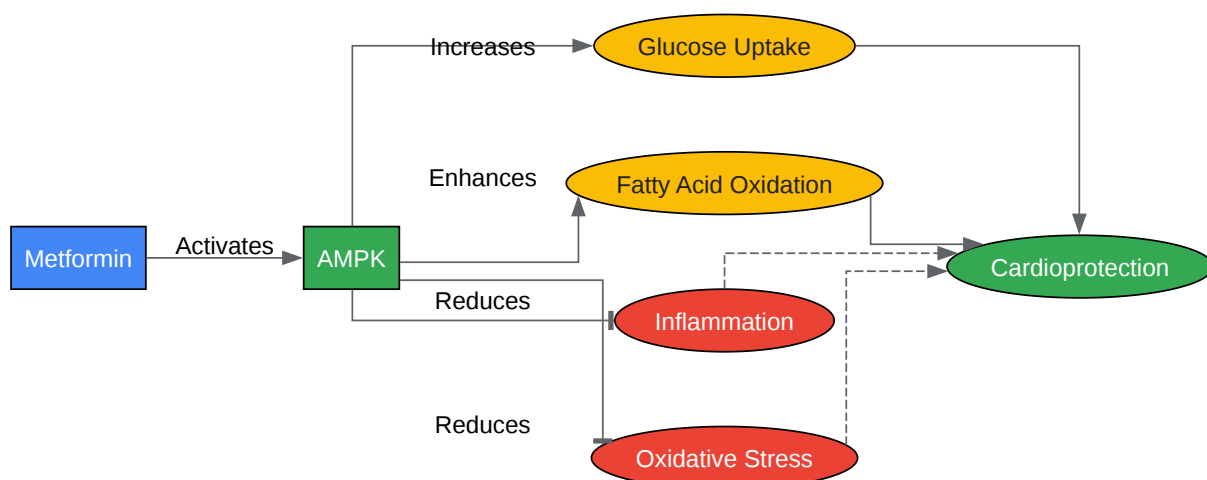 Increases
Glucose Uptake
Enhances
Fatty Acid Oxidation
Metformin
Activates
AMPK
Cardioprotection
Reduces
Inflammation
Reduces
Oxidative Stress